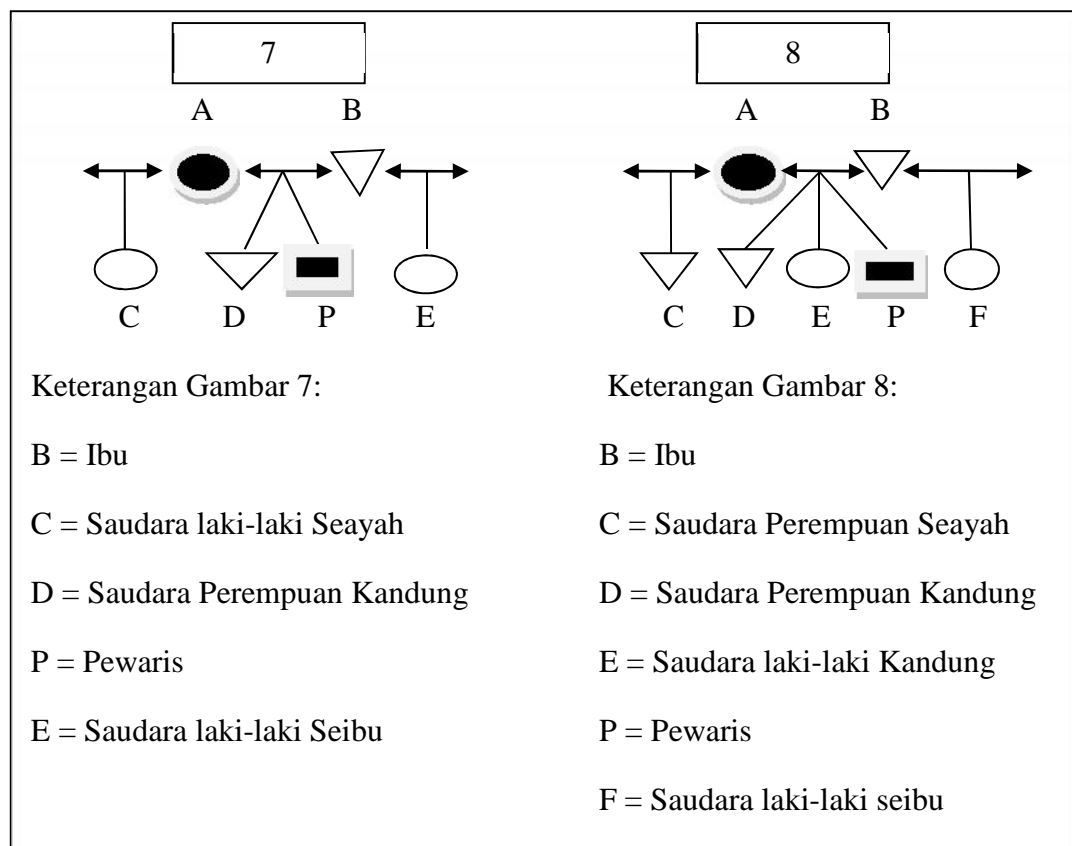 7
A B
C D P E
Keterangan Gambar 7:
B = Ibu
C = Saudara laki-laki Seayah
D = Saudara Perempuan Kandung
P = Pewaris
E = Saudara laki-laki Seibu
8
A B
C D E P F
Keterangan Gambar 8:
B = Ibu
C = Saudara Perempuan Seayah
D = Saudara Perempuan Kandung
E = Saudara laki-laki Kandung
P = Pewaris
F = Saudara laki-laki seibu